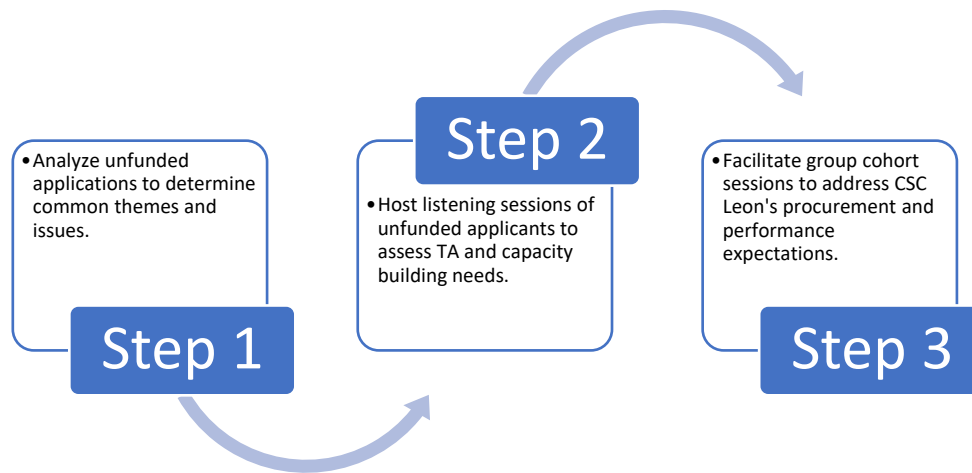 •Analyze unfunded
applications to determine
common themes and
issues.
Step 1
Step 2
•Host listening sessions of
unfunded applicants to
assess TA and capacity
building needs.
•Facilitate group cohort
sessions to address CSC
Leon's procurement and
performance
expectations.
Step 3